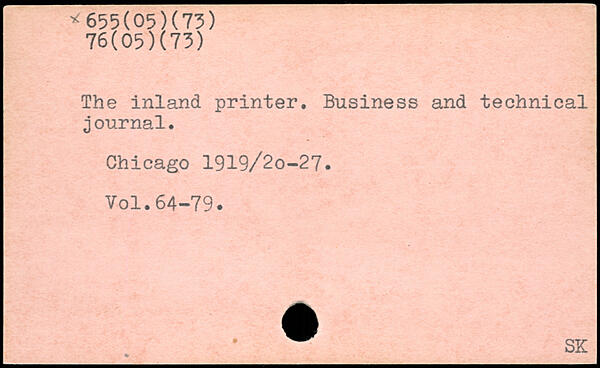 × 655(05)(73)
76(05)(73)
The inland printer. Business and technical
journal.
Chicago 1919/2o-27.
Vol.64-79.
SK